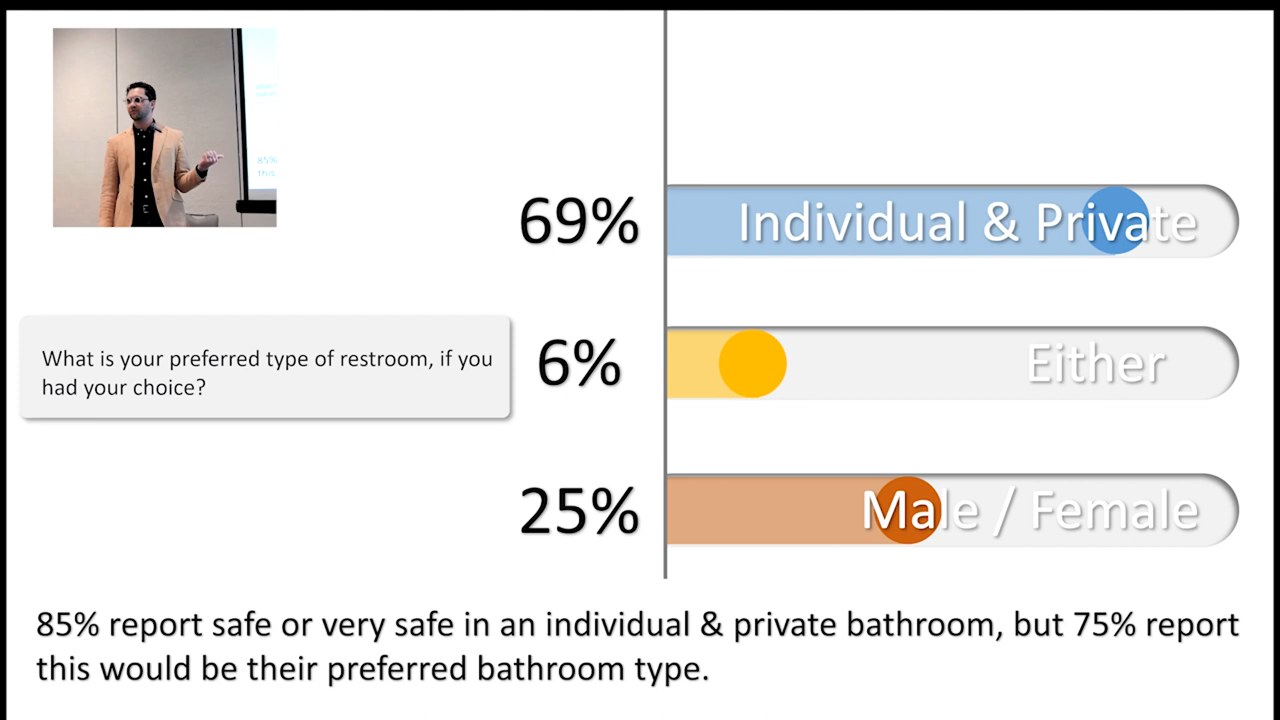 85%
this
69%
Individual & Private
What is your preferred type of restroom, if you
had your choice?
6%
Either
25%
Male / Female
85% report safe or very safe in an individual & private bathroom, but 75% report
this would be their preferred bathroom type.